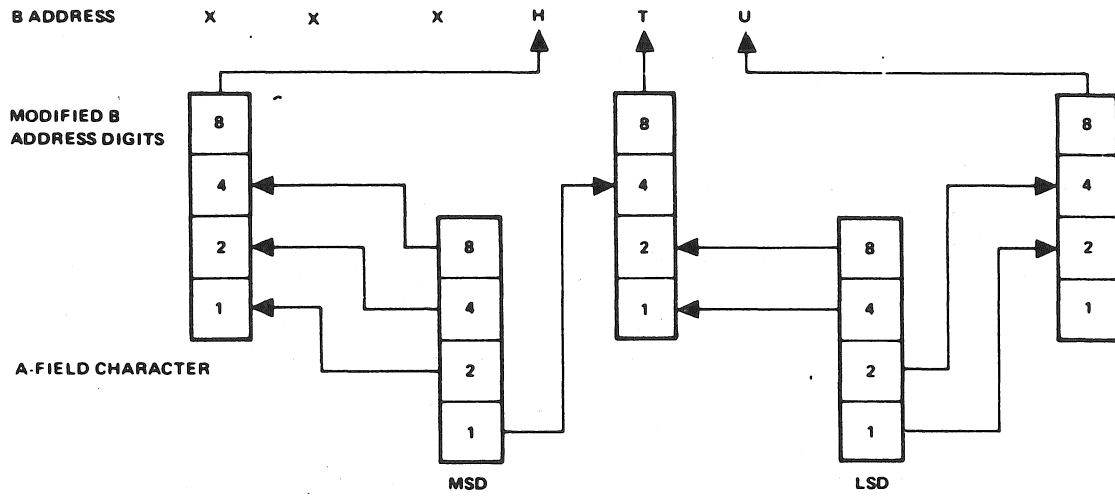 B ADDRESS X X X H T U
MODIFIED B
ADDRESS DIGITS
8 8 8
4 4 4
2 8 2 8 2
1 4 1 4 1
A-FIELD CHARACTER 2 2
1 1
MSD LSD